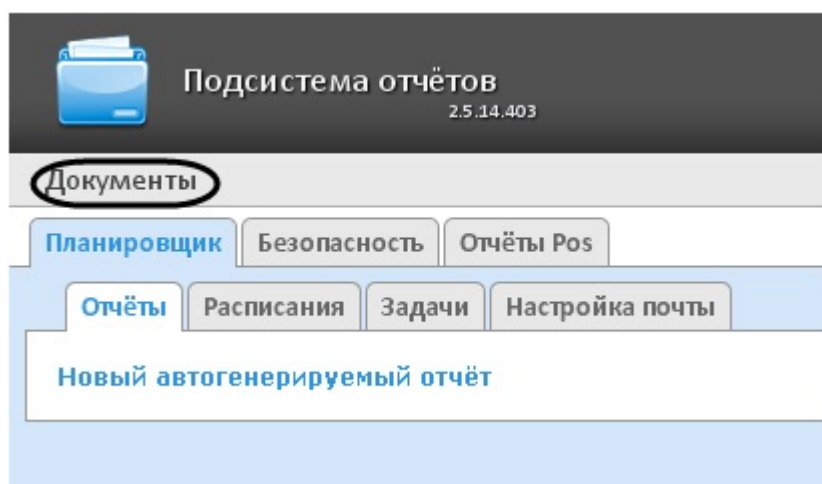 Подсистема отчётов
2.5.14.403
Документы
Планировщик Безопасность Отчёты Pos
Отчёты Расписания Задачи Настройка почты
Новый автогенерируемый отчёт